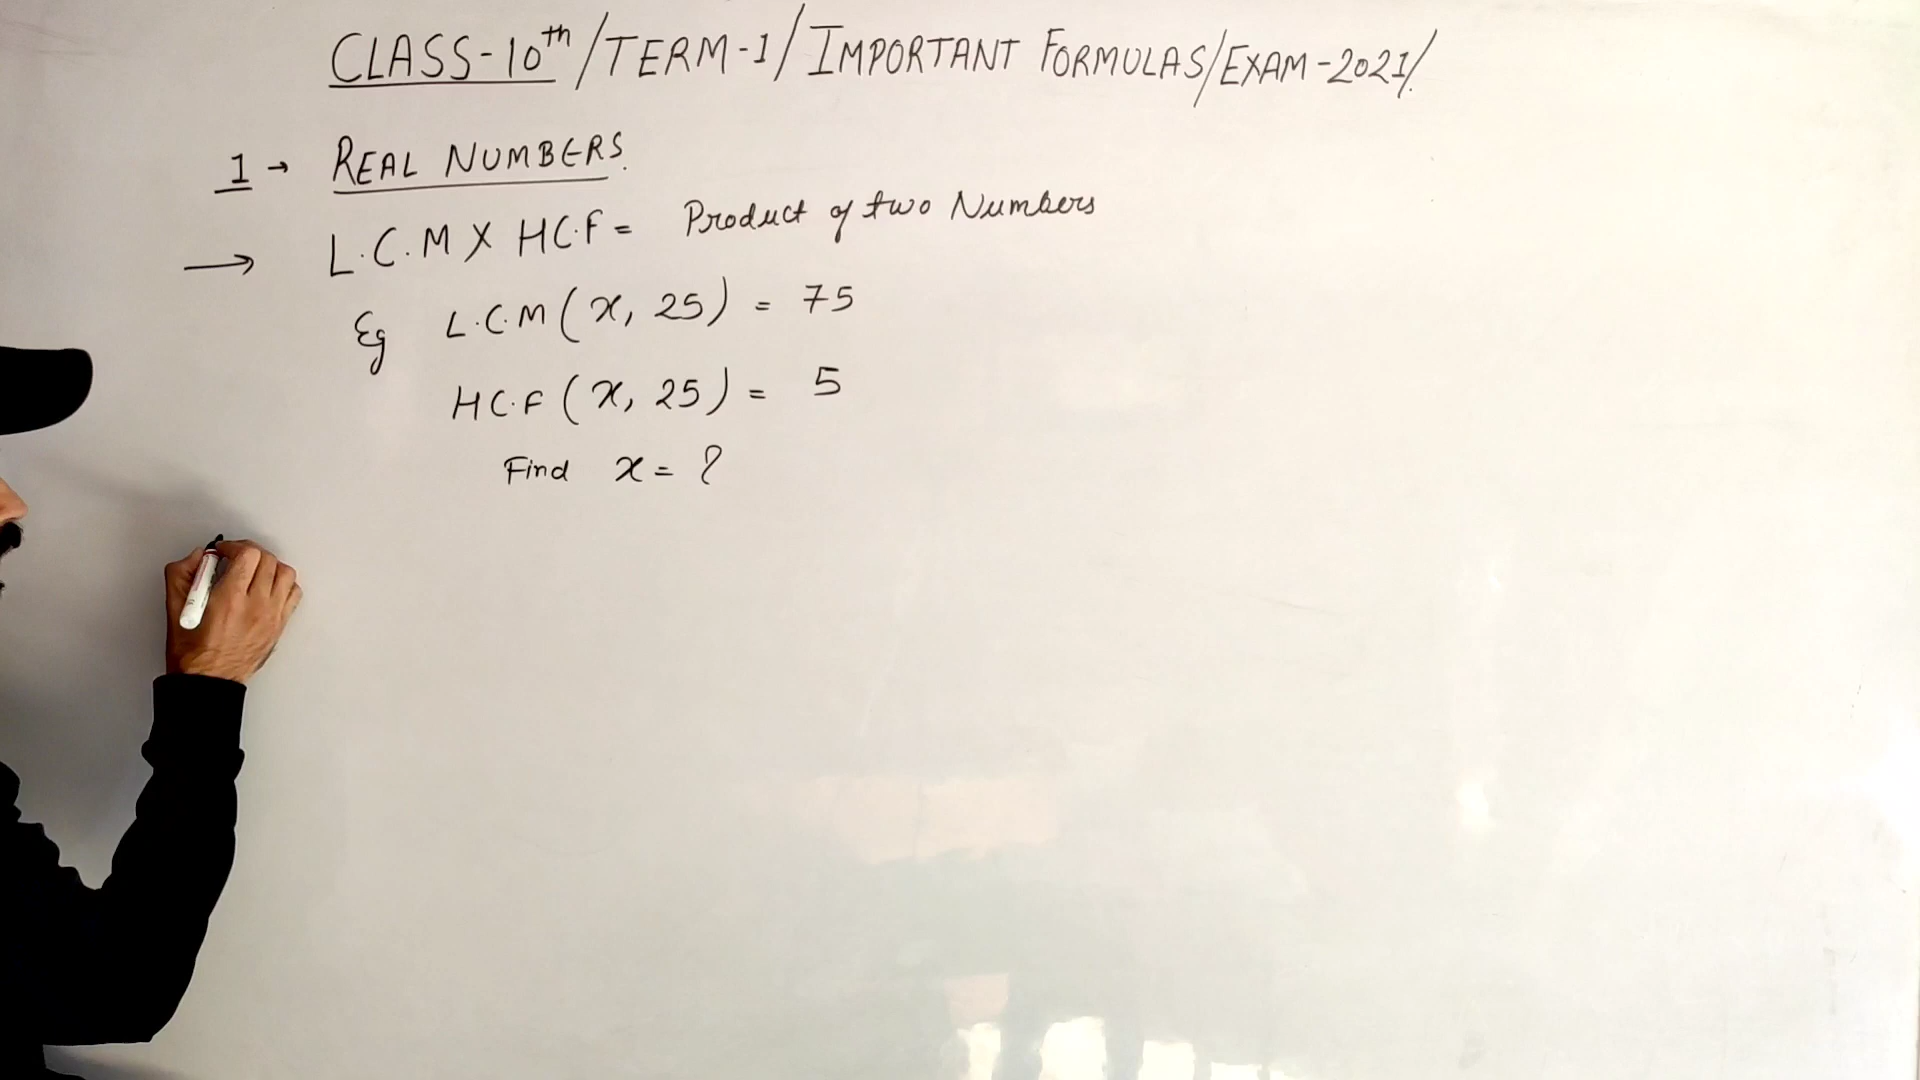 CLASS-10th/TERM-1/IMPORTANT FORMULAS/EXAM-2021/
1→ REAL NUMBERS.
→ L.C.M X HC.F = Product of two Numbers
Eg L.C.M(x, 25) = 75
HC.F(x, 25) = 5
Find x = ?